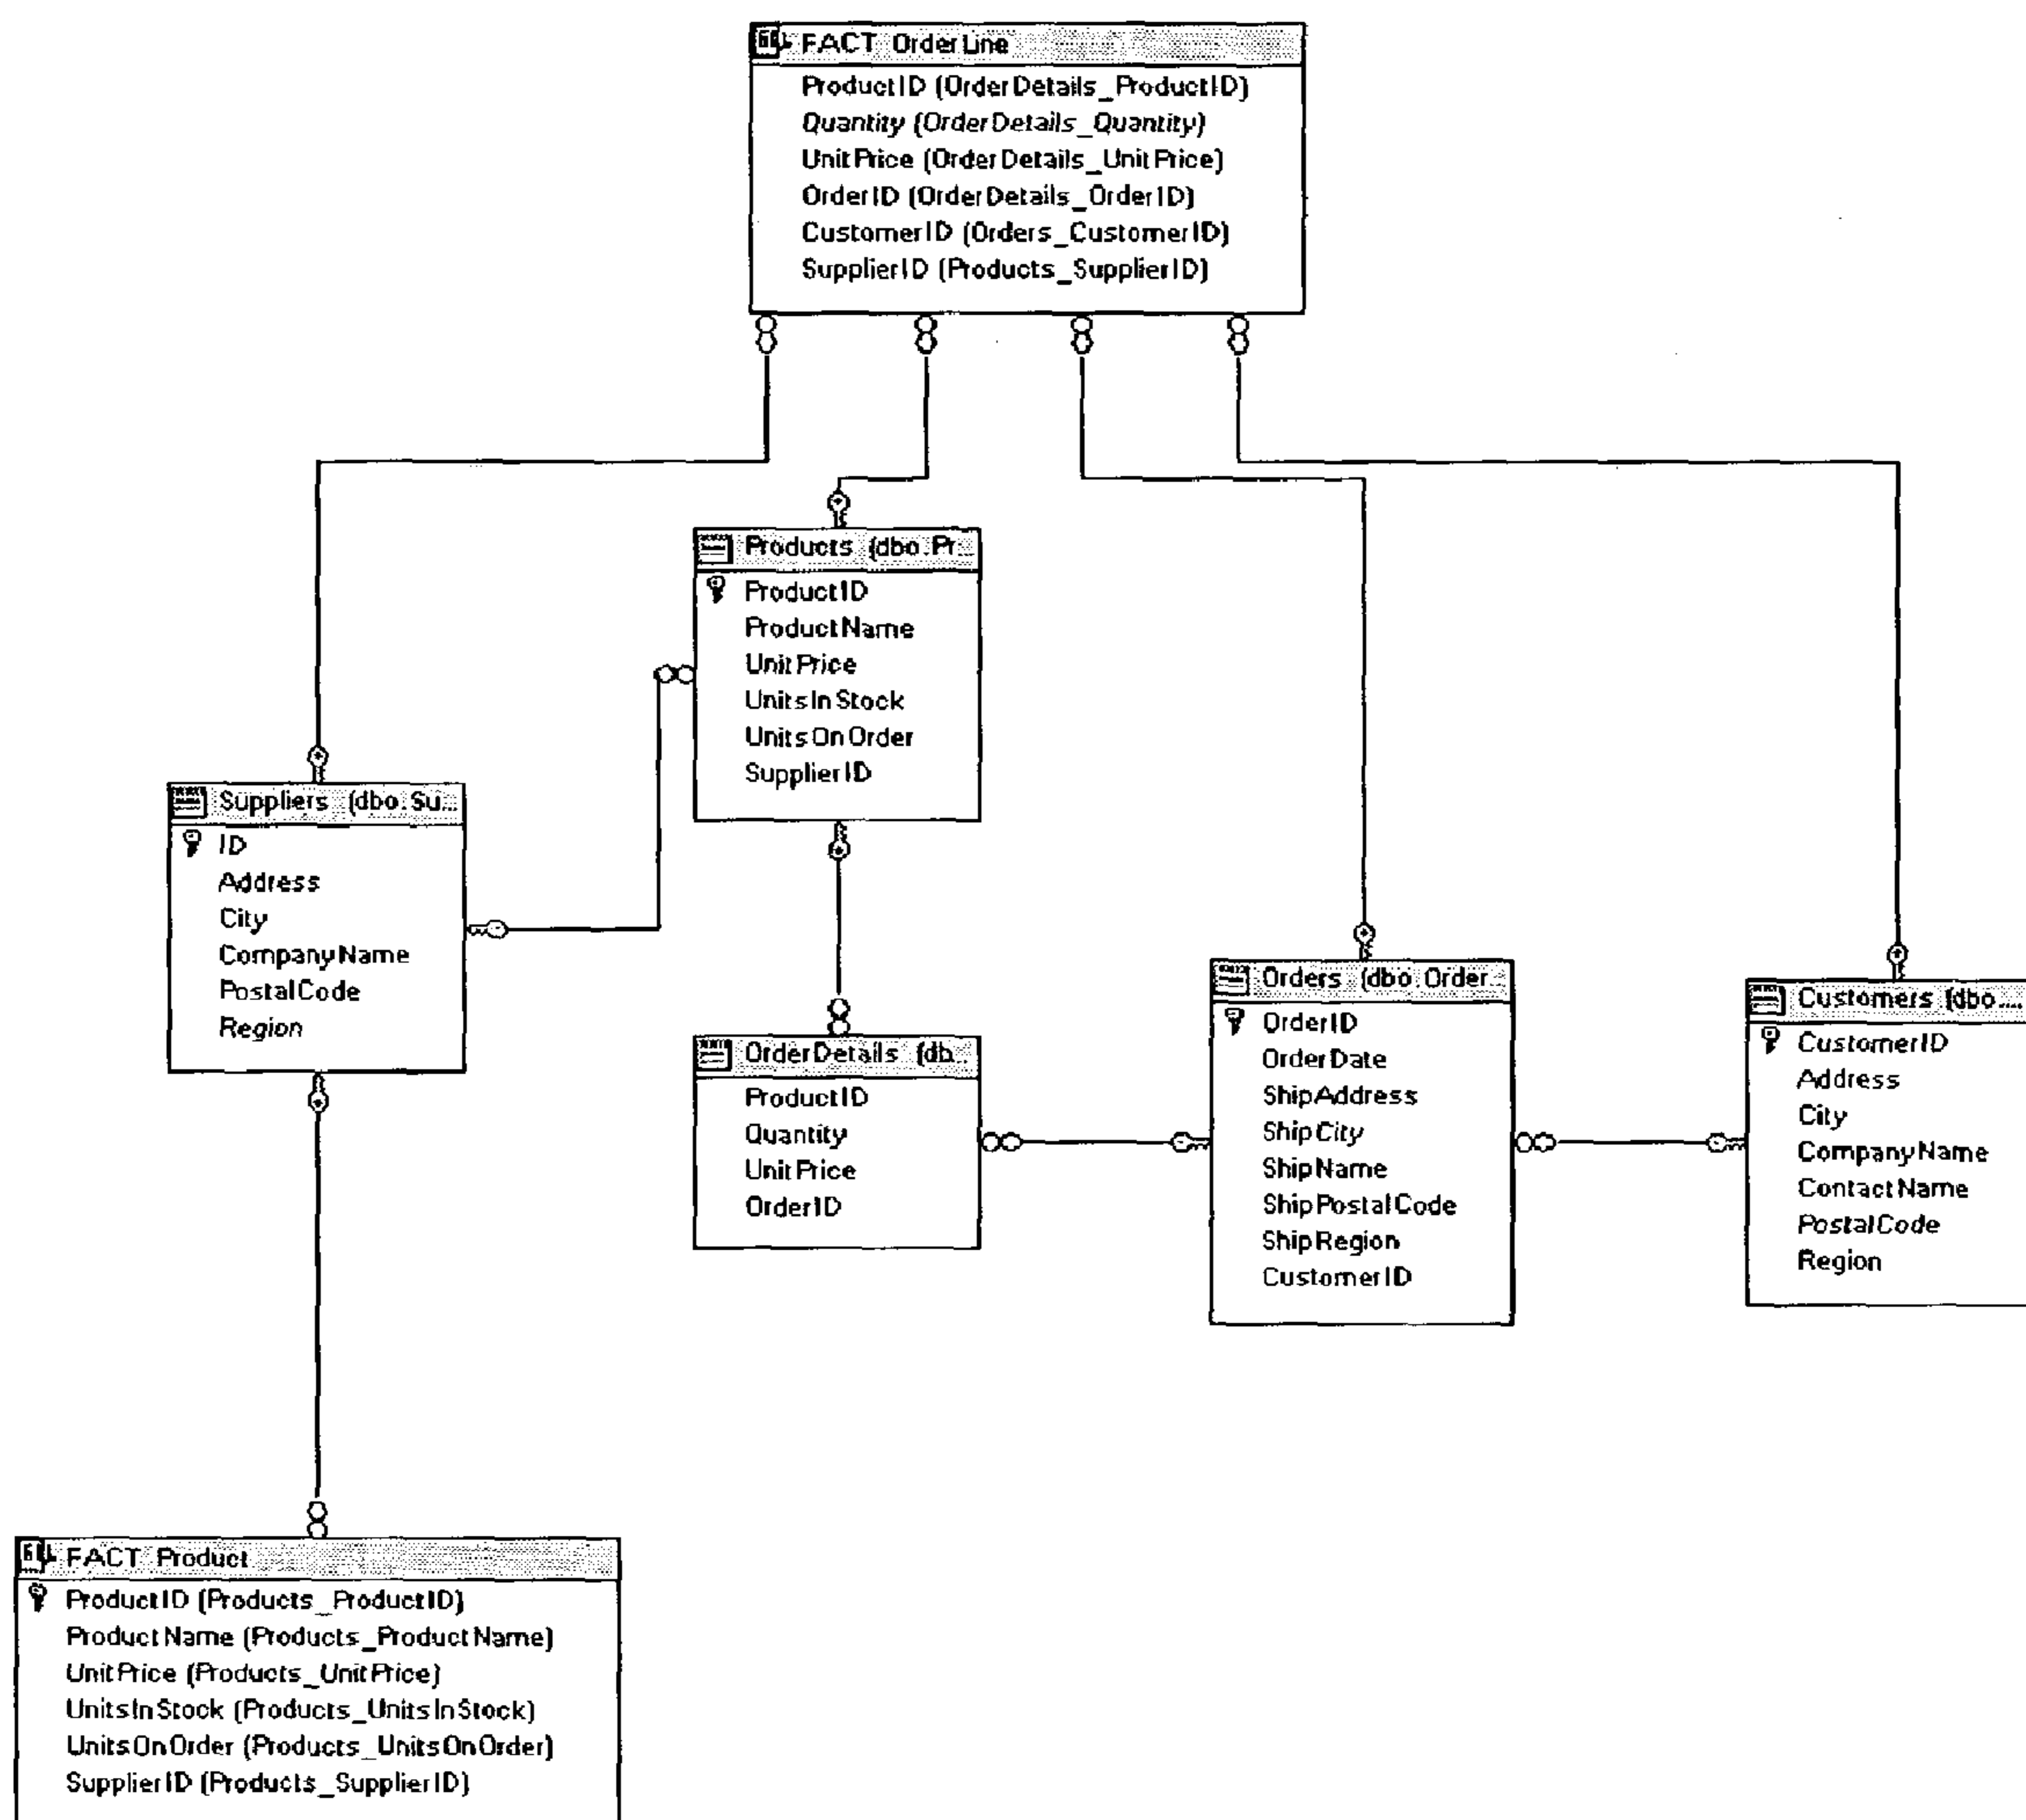 FACT OrderLine
ProductID (OrderDetails_ProductID)
Quantity (OrderDetails_Quantity)
UnitPrice (OrderDetails_UnitPrice)
OrderID (OrderDetails_OrderID)
CustomerID (Orders_CustomerID)
SupplierID (Products_SupplierID)
Products (dbo.Pr...
ProductID
ProductName
UnitPrice
UnitsInStock
UnitsOnOrder
SupplierID
Suppliers (dbo.Su...
ID
Address
City
CompanyName
PostalCode
Region
OrderDetails (db...
ProductID
Quantity
UnitPrice
OrderID
Orders (dbo.Order...
OrderID
OrderDate
ShipAddress
ShipCity
ShipName
ShipPostalCode
ShipRegion
CustomerID
Customers (dbo....
CustomerID
Address
City
CompanyName
ContactName
PostalCode
Region
FACT Product
ProductID (Products_ProductID)
ProductName (Products_ProductName)
UnitPrice (Products_UnitPrice)
UnitsInStock (Products_UnitsInStock)
UnitsOnOrder (Products_UnitsOnOrder)
SupplierID (Products_SupplierID)